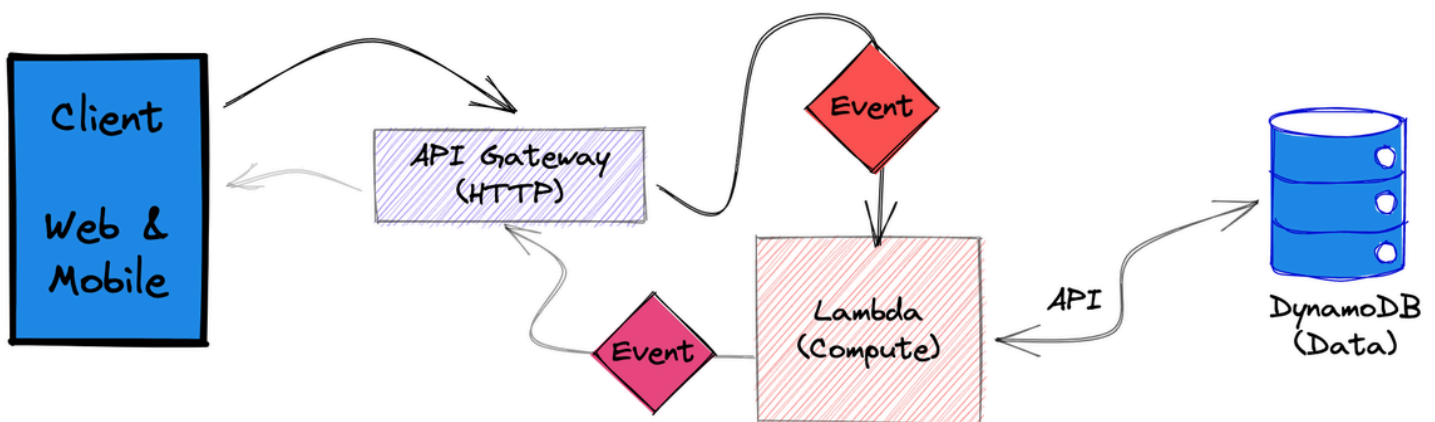 Client
Web &
Mobile
API Gateway
(HTTP)
Event
Event
Lambda
(Compute)
API
DynamoDB
(Data)